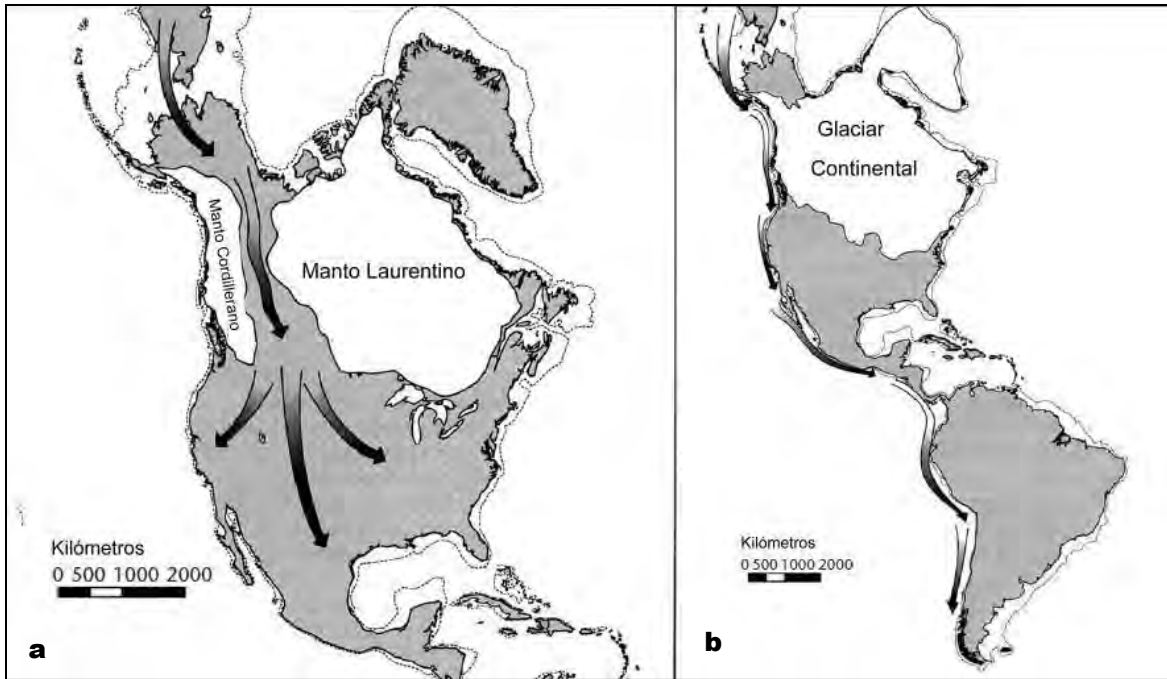 Manto Cordillerano
Manto Laurentino
Kilómetros
0 500 1000 2000
a
Glaciar
Continental
Kilómetros
0 500 1000 2000
b